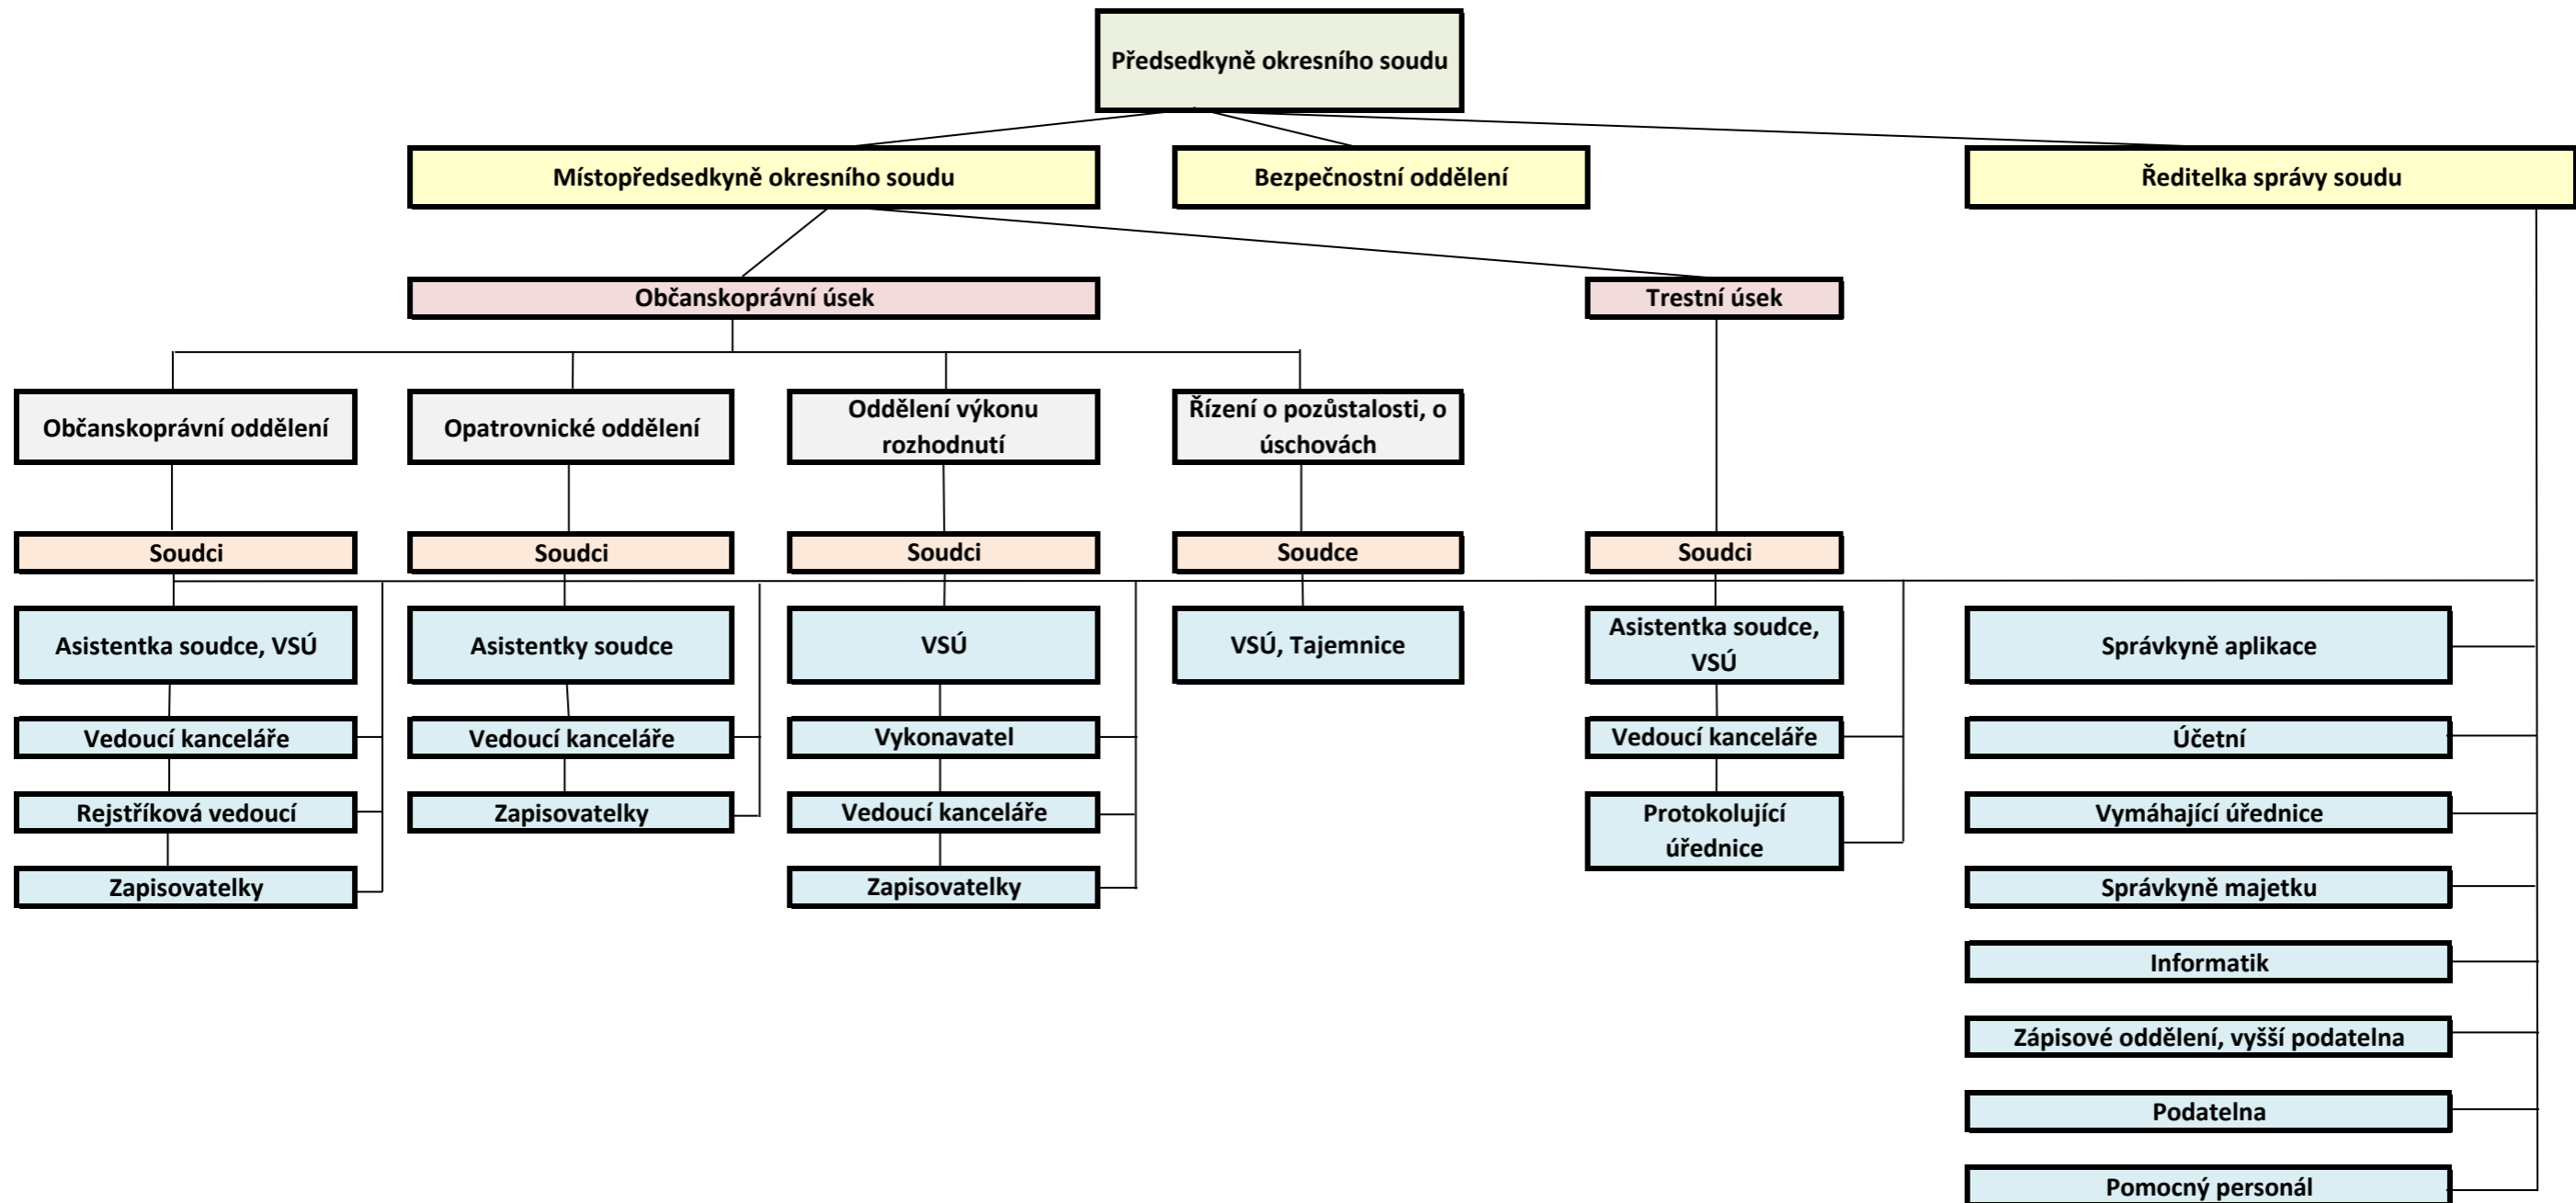 Předsedkyně okresního soudu
Místopředsedkyně okresního soudu
Bezpečnostní oddělení
Ředitelka správy soudu
Občanskoprávní úsek
Trestní úsek
Občanskoprávní oddělení
Opatrovnické oddělení
Oddělení výkonu
rozhodnutí
Řízení o pozůstalosti, o
úschovách
Soudci
Soudci
Soudci
Soudce
Soudci
Asistentka soudce, VSÚ
Asistentky soudce
VSÚ
VSÚ, Tajemnice
Asistentka soudce,
VSÚ
Správkyně aplikace
Vedoucí kanceláře
Vedoucí kanceláře
Vykonavatel
Vedoucí kanceláře
Účetní
Rejstříková vedoucí
Zapisovatelky
Vedoucí kanceláře
Protokolující
úřednice
Vymáhající úřednice
Zapisovatelky
Zapisovatelky
Správkyně majetku
Informatik
Zápisové oddělení, vyšší podatelna
Podatelna
Pomocný personál